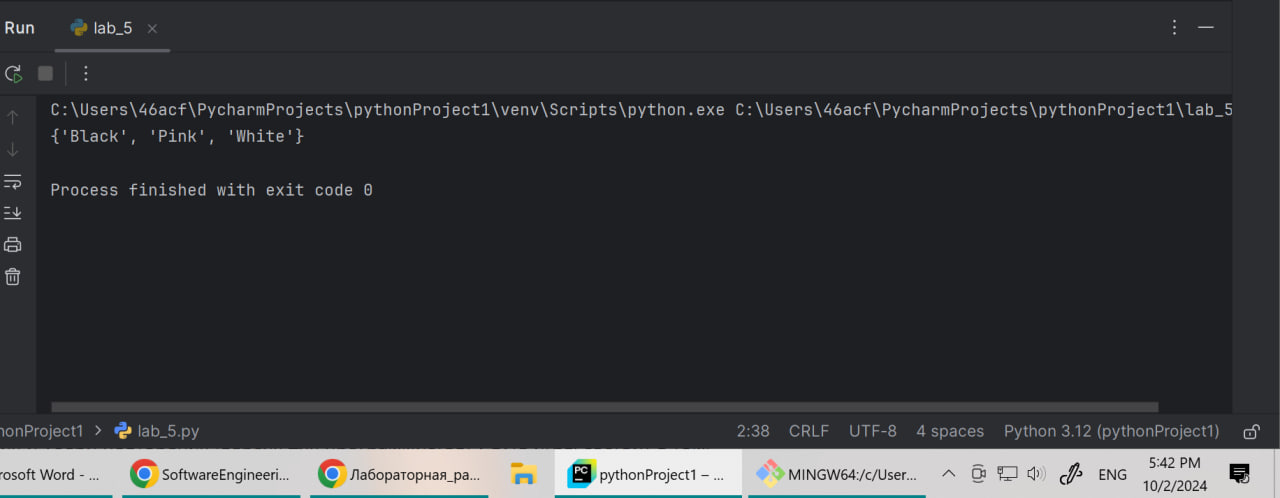 Run lab_5
C:\Users\46acf\PycharmProjects\pythonProject1\venv\Scripts\python.exe C:\Users\46acf\PycharmProjects\pythonProject1\lab_5
{'Black', 'Pink', 'White'}
Process finished with exit code 0
honProject1 > lab_5.py 2:38 CRLF UTF-8 4 spaces Python 3.12 (pythonProject1)
rosoft Word - ... SoftwareEngineeri... Лабораторная_ра... PC pythonProject1 – ... MINGW64:/c/User... ENG 5:42 PM
10/2/2024